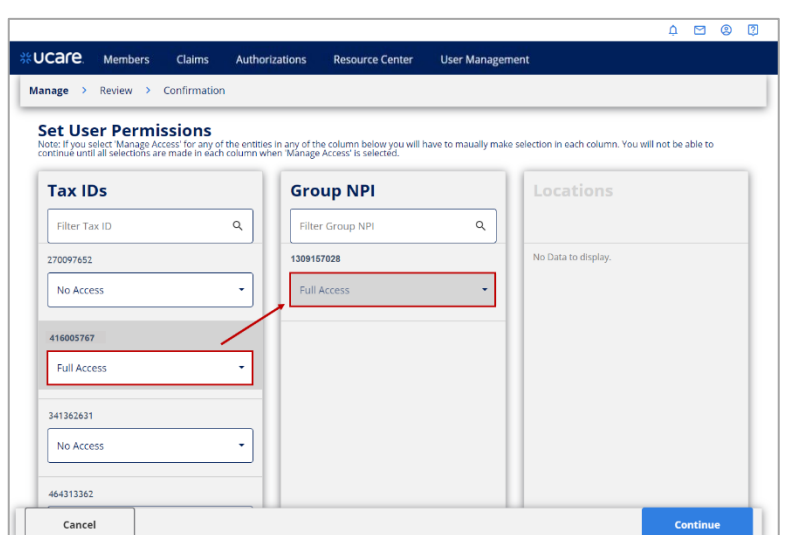 ucare
Members Claims Authorizations Resource Center User Management
Manage > Review > Confirmation
Set User Permissions
Note: If you select 'Manage Access' for any of the entities in any of the column below you will have to maually make selection in each column. You will not be able to
continue until all selections are made in each column when 'Manage Access' is selected.
Tax IDs
Filter Tax ID
270097652
No Access
416005767
Full Access
341362631
No Access
464313362
Group NPI
Filter Group NPI
1309157028
Full Access
Locations
No Data to display.
Cancel
Continue